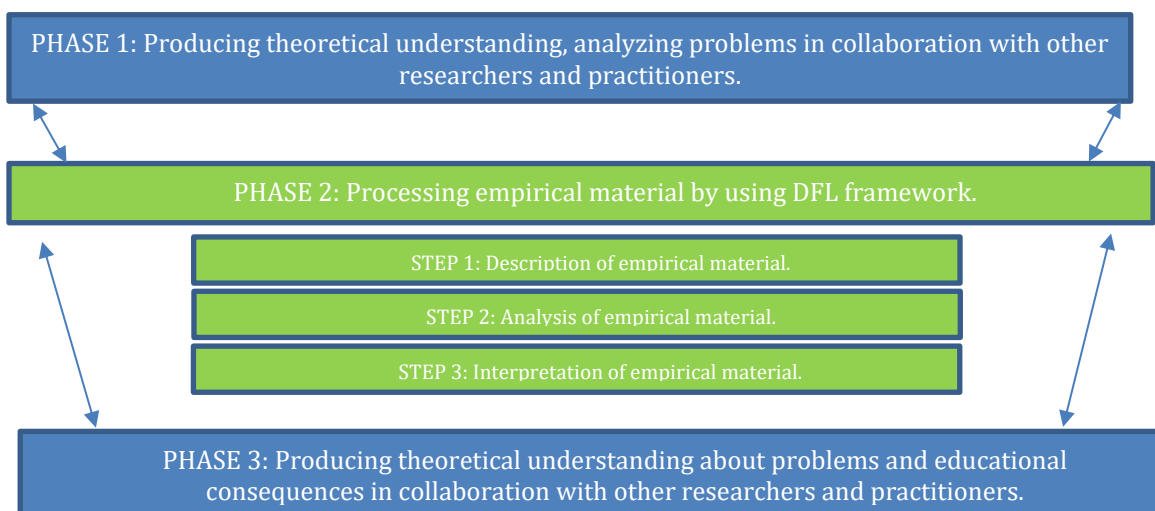 PHASE 1: Producing theoretical understanding, analyzing problems in collaboration with other
researchers and practitioners.
PHASE 2: Processing empirical material by using DFL framework.
STEP 1: Description of empirical material.
STEP 2: Analysis of empirical material.
STEP 3: Interpretation of empirical material.
PHASE 3: Producing theoretical understanding about problems and educational
consequences in collaboration with other researchers and practitioners.